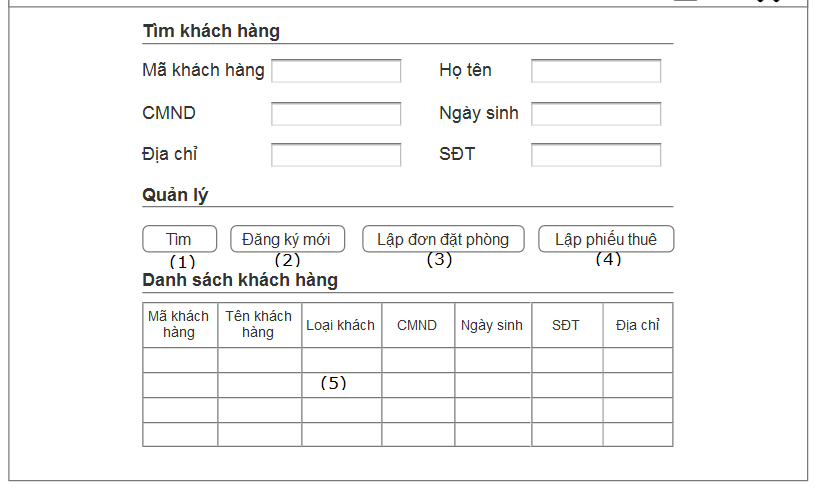 Tìm khách hàng
Mã khách hàng Họ tên
CMND Ngày sinh
Địa chỉ SĐT
Quản lý
Tìm Đăng ký mới Lập đơn đặt phòng Lập phiếu thuê
(1) (2) (3) (4)
Danh sách khách hàng
Mã khách hàng Tên khách hàng Loại khách CMND Ngày sinh SĐT Địa chỉ
(5)